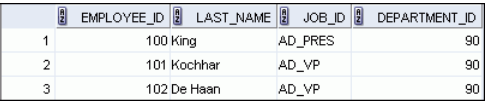 EMPLOYEE_ID LAST_NAME JOB_ID DEPARTMENT_ID
1 100 King AD_PRES 90
2 101 Kochhar AD_VP 90
3 102 De Haan AD_VP 90